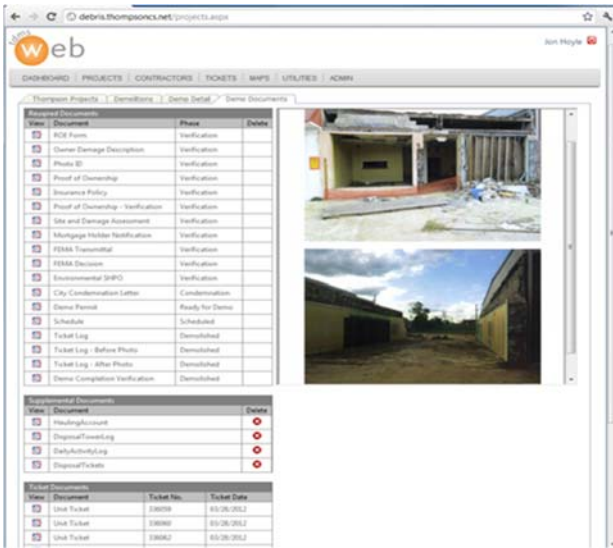 debris.thompsoncs.net/projects.aspx
tdms
web
Jon Moyle
DASHBOARD PROJECTS CONTRACTORS TICKETS MAPS UTILITIES ADMIN
Thompson Projects Demolitions Demo Detail Demo Documents
Required Documents
View Document Phase Delete
ROE Form Verification
Owner Damage Description Verification
Photo ID Verification
Proof of Ownership Verification
Insurance Policy Verification
Proof of Ownership - Verification Verification
Site and Damage Assessment Verification
Mortgage Holder Notification Verification
FEMA Transmittal Verification
FEMA Decision Verification
Environmental SHPO Verification
City Condemnation Letter Condemnation
Demo Permit Ready for Demo
Schedule Scheduled
Ticket Log Demolished
Ticket Log - Before Photo Demolished
Ticket Log - After Photo Demolished
Demo Completion Verification Demolished
Supplemental Documents
View Document Delete
HaulingAccount
DisposalTowerLog
DailyActivityLog
DisposalTickets
Ticket Documents
View Document Ticket No. Ticket Date
Unit Ticket 336059 03/28/2012
Unit Ticket 336060 03/28/2012
Unit Ticket 336062 03/28/2012